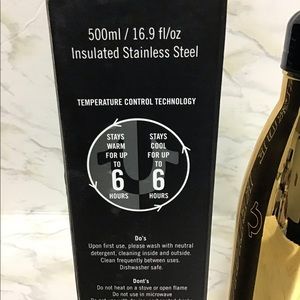 500ml / 16.9 fl/oz
Insulated Stainless Steel
TEMPERATURE CONTROL TECHNOLOGY
STAYS
WARM
FOR UP
TO
6
HOURS
STAYS
COOL
FOR UP
TO
6
HOURS
Do's
Upon first use, please wash with neutral
detergent, cleaning inside and outside.
Clean frequently between uses.
Dishwasher safe.
Dont's
Do not heat on a stove or open flame
Do not use in microwave